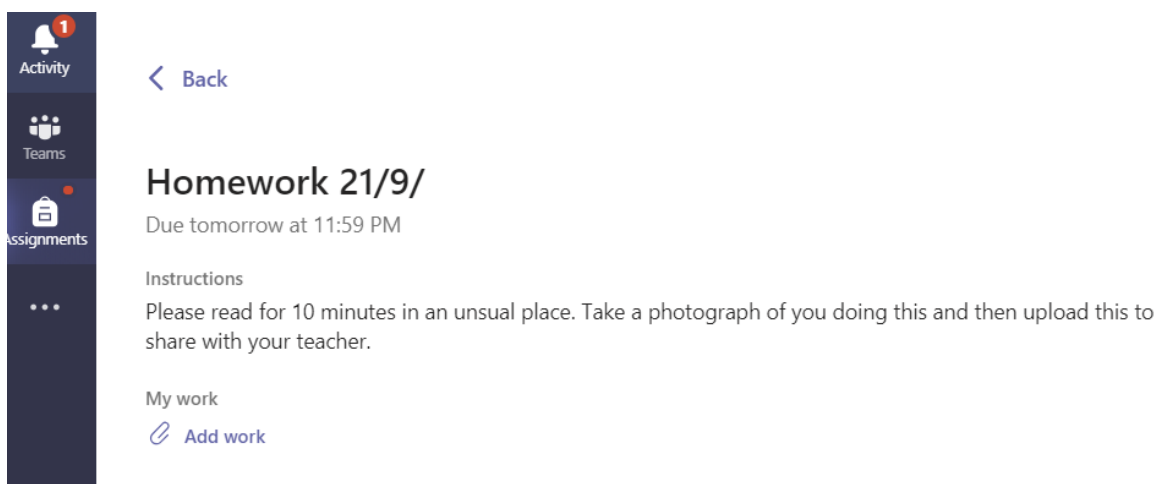 1
Activity
Back
Teams
Homework 21/9/
Due tomorrow at 11:59 PM
Assignments
Instructions
Please read for 10 minutes in an unsual place. Take a photograph of you doing this and then upload this to
share with your teacher.
My work
Add work